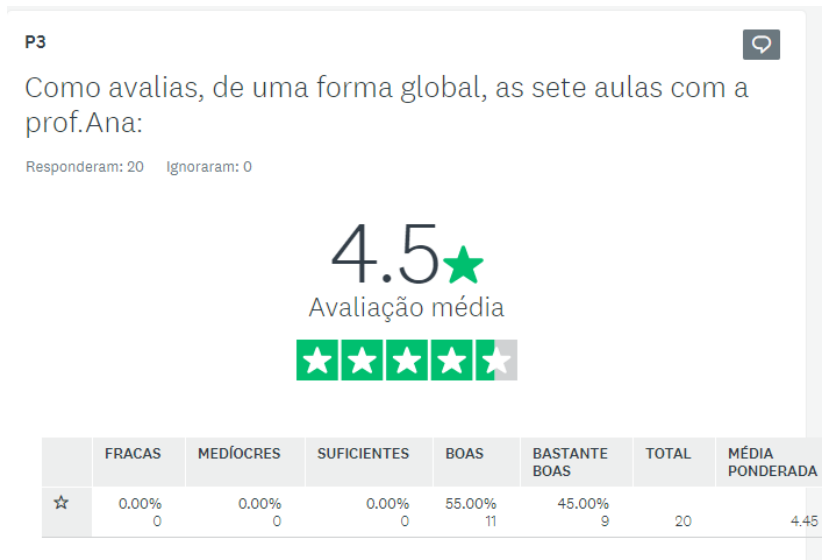 P3
Como avalias, de uma forma global, as sete aulas com a
prof.Ana:
Responderam: 20 Ignoraram: 0
4.5
Avaliação média
FRACAS MEDÍOCRES SUFICIENTES BOAS BASTANTE BOAS TOTAL MÉDIA PONDERADA
0.00% 0.00% 0.00% 55.00% 45.00%
0 0 0 11 9 20 4.45